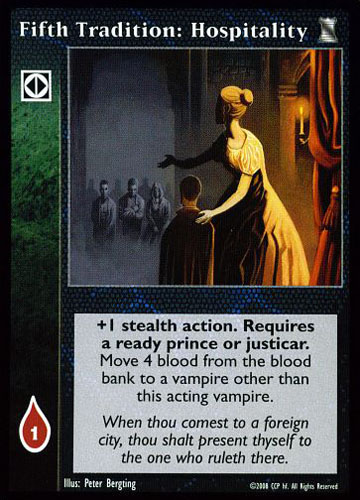 Fifth Tradition: Hospitality
+1 stealth action. Requires
a ready prince or justicar.
Move 4 blood from the blood
bank to a vampire other than
this acting vampire.
When thou comest to a foreign
city, thou shalt present thyself to
the one who ruleth there.
1
Illus: Peter Bergting
©2008 CCP hf. All Rights Reserved